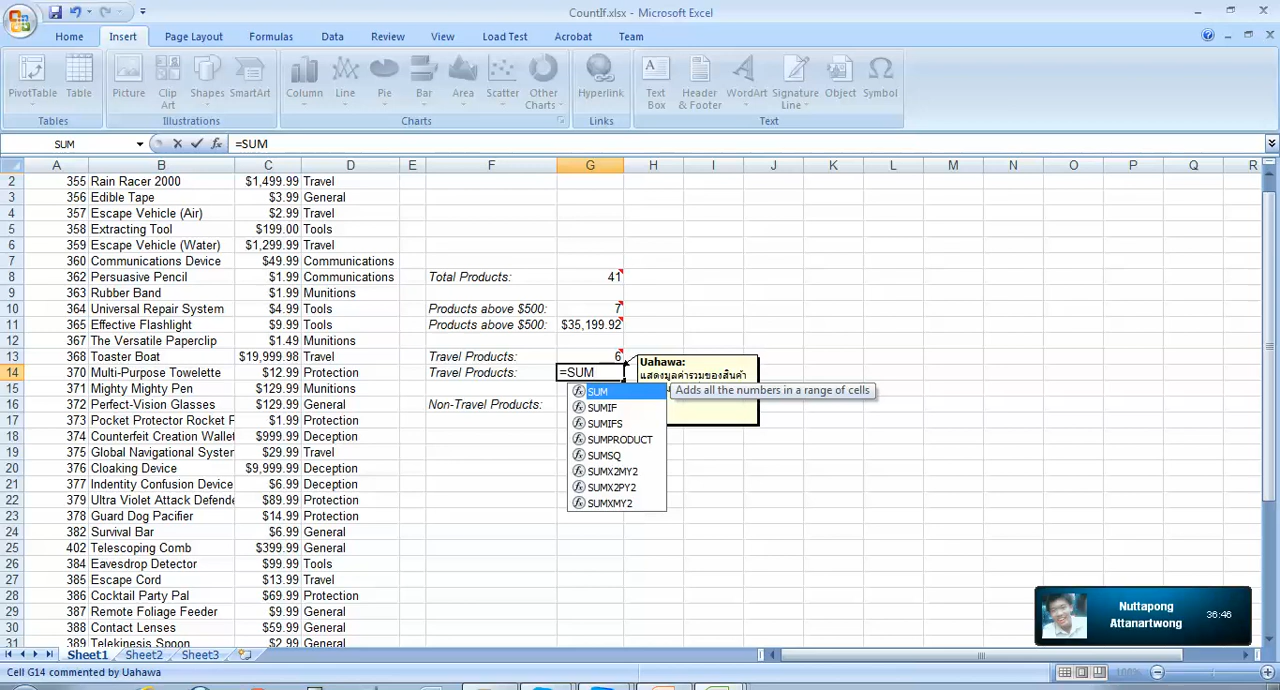 CountIf.xlsx - Microsoft Excel
Home Insert Page Layout Formulas Data Review View Load Test Acrobat Team
PivotTable Table Picture Clip Art Shapes SmartArt Column Line Pie Bar Area Scatter Other Charts Hyperlink Text Box Header & Footer WordArt Signature Line Object Symbol
Tables Illustrations Charts Links Text
SUM =SUM
A B C D E F G H I J K L M N O P Q R
2 355 Rain Racer 2000 $1,499.99 Travel
3 356 Edible Tape $3.99 General
4 357 Escape Vehicle (Air) $2.99 Travel
5 358 Extracting Tool $199.00 Tools
6 359 Escape Vehicle (Water) $1,299.99 Travel
7 360 Communications Device $49.99 Communications
8 362 Persuasive Pencil $1.99 Communications Total Products: 41
9 363 Rubber Band $1.99 Munitions
10 364 Universal Repair System $4.99 Tools Products above $500: 7
11 365 Effective Flashlight $9.99 Tools Products above $500: $35,199.92
12 367 The Versatile Paperclip $1.49 Munitions
13 368 Toaster Boat $19,999.98 Travel Travel Products: 6
Uahawa:
14 370 Multi-Purpose Towelette $12.99 Protection Travel Products: =SUM
แสดงมูลค่ารวมของสินค้า
15 371 Mighty Mighty Pen $129.99 Munitions
SUM Adds all the numbers in a range of cells
16 372 Perfect-Vision Glasses $129.99 General Non-Travel Products:
SUMIF
17 373 Pocket Protector Rocket P $1.99 Protection
SUMIFS
18 374 Counterfeit Creation Wallet $999.99 Deception
SUMPRODUCT
19 375 Global Navigational System $29.99 Travel
SUMSQ
20 376 Cloaking Device $9,999.99 Deception
SUMX2MY2
21 377 Indentity Confusion Device $6.99 Deception
SUMX2PY2
22 379 Ultra Violet Attack Defende $89.99 Protection
SUMXMY2
23 378 Guard Dog Pacifier $14.99 Protection
24 382 Survival Bar $6.99 General
25 402 Telescoping Comb $399.99 General
26 384 Eavesdrop Detector $99.99 Tools
27 385 Escape Cord $13.99 Travel
28 386 Cocktail Party Pal $69.99 Protection
29 387 Remote Foliage Feeder $9.99 General
30 388 Contact Lenses $59.99 General
31 389 Telekinesis Spoon $2.99 General
Nuttapong
Attanartwong
36:46
Sheet1 Sheet2 Sheet3
Cell G14 commented by Uahawa 100%